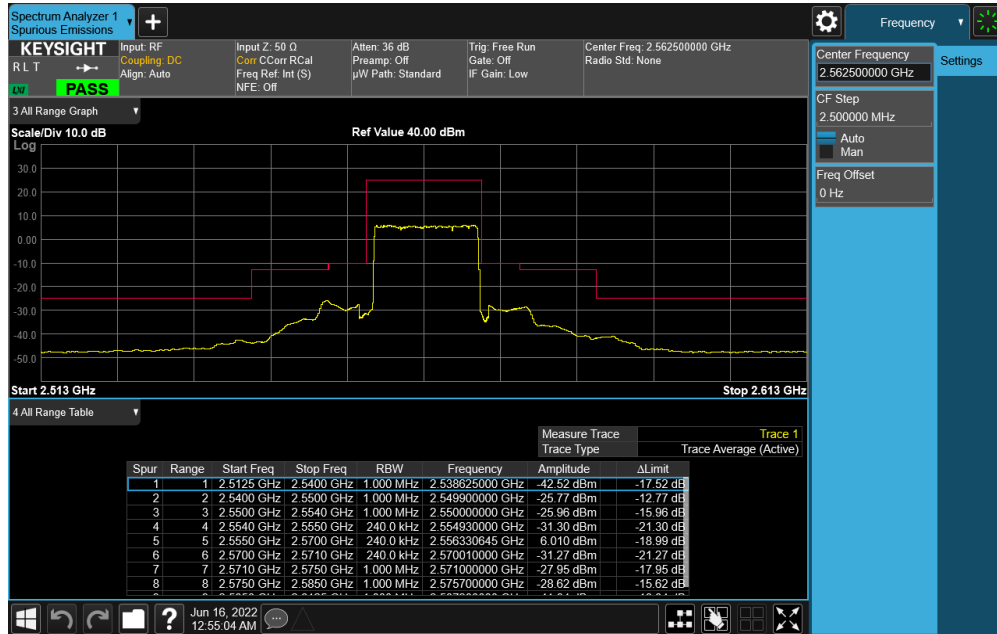 Spectrum Analyzer 1
Spurious Emissions
Frequency
KEYSIGHT
R L T
LXI
PASS
Input: RF
Coupling: DC
Align: Auto
Input Z: 50 Ω
Corr CCorr RCal
Freq Ref: Int (S)
NFE: Off
Atten: 36 dB
Preamp: Off
µW Path: Standard
Trig: Free Run
Gate: Off
IF Gain: Low
Center Freq: 2.562500000 GHz
Radio Std: None
Center Frequency
2.562500000 GHz
Settings
CF Step
2.500000 MHz
Auto
Man
Freq Offset
0 Hz
3 All Range Graph
Scale/Div 10.0 dB
Ref Value 40.00 dBm
Log
30.0
20.0
10.0
0.00
-10.0
-20.0
-30.0
-40.0
-50.0
Start 2.513 GHz
Stop 2.613 GHz
4 All Range Table
Measure Trace Trace 1
Trace Type Trace Average (Active)
Spur Range Start Freq Stop Freq RBW Frequency Amplitude ΔLimit
1 1 2.5125 GHz 2.5400 GHz 1.000 MHz 2.538625000 GHz -42.52 dBm -17.52 dB
2 2 2.5400 GHz 2.5500 GHz 1.000 MHz 2.549900000 GHz -25.77 dBm -12.77 dB
3 3 2.5500 GHz 2.5540 GHz 1.000 MHz 2.550000000 GHz -25.96 dBm -15.96 dB
4 4 2.5540 GHz 2.5550 GHz 240.0 kHz 2.554930000 GHz -31.30 dBm -21.30 dB
5 5 2.5550 GHz 2.5700 GHz 240.0 kHz 2.556330645 GHz 6.010 dBm -18.99 dB
6 6 2.5700 GHz 2.5710 GHz 240.0 kHz 2.570010000 GHz -31.27 dBm -21.27 dB
7 7 2.5710 GHz 2.5750 GHz 1.000 MHz 2.571000000 GHz -27.95 dBm -17.95 dB
8 8 2.5750 GHz 2.5850 GHz 1.000 MHz 2.575700000 GHz -28.62 dBm -15.62 dB
Jun 16, 2022
12:55:04 AM